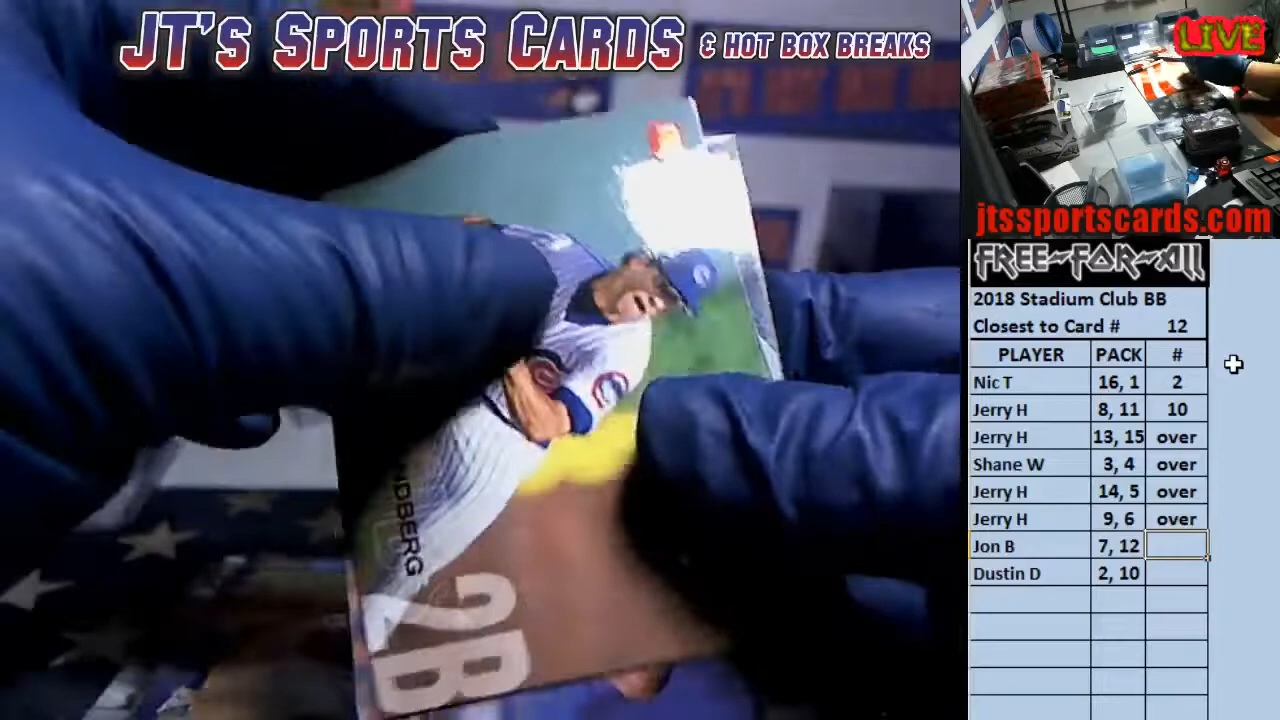 JT's Sports Cards & Hot Box Breaks
LIVE
jtssportscards.com
FREE-FOR-ALL
2018 Stadium Club BB
Closest to Card # 12
PLAYER PACK #
Nic T 16, 1 2
Jerry H 8, 11 10
Jerry H 13, 15 over
Shane W 3, 4 over
Jerry H 14, 5 over
Jerry H 9, 6 over
Jon B 7, 12
Dustin D 2, 10
NDBERG
2B